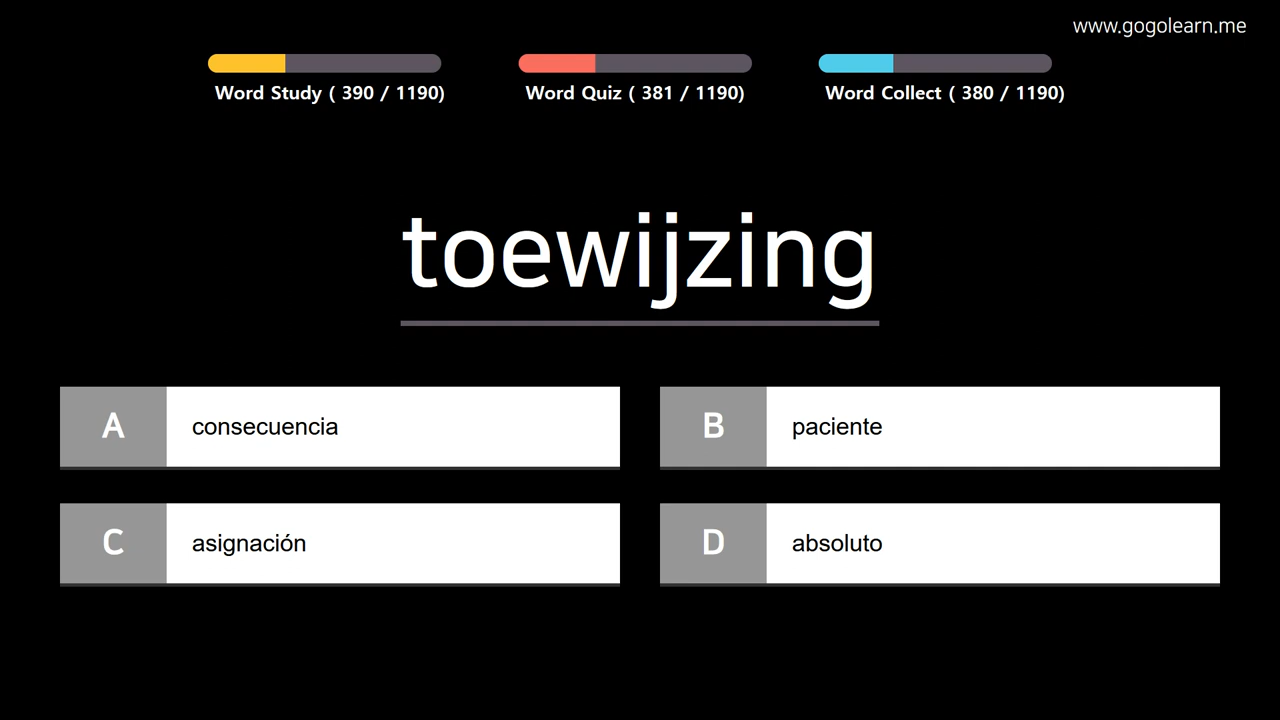 www.gogolearn.me
Word Study ( 390 / 1190)
Word Quiz ( 381 / 1190)
Word Collect ( 380 / 1190)
toewijzing
A consecuencia
B paciente
C asignación
D absoluto